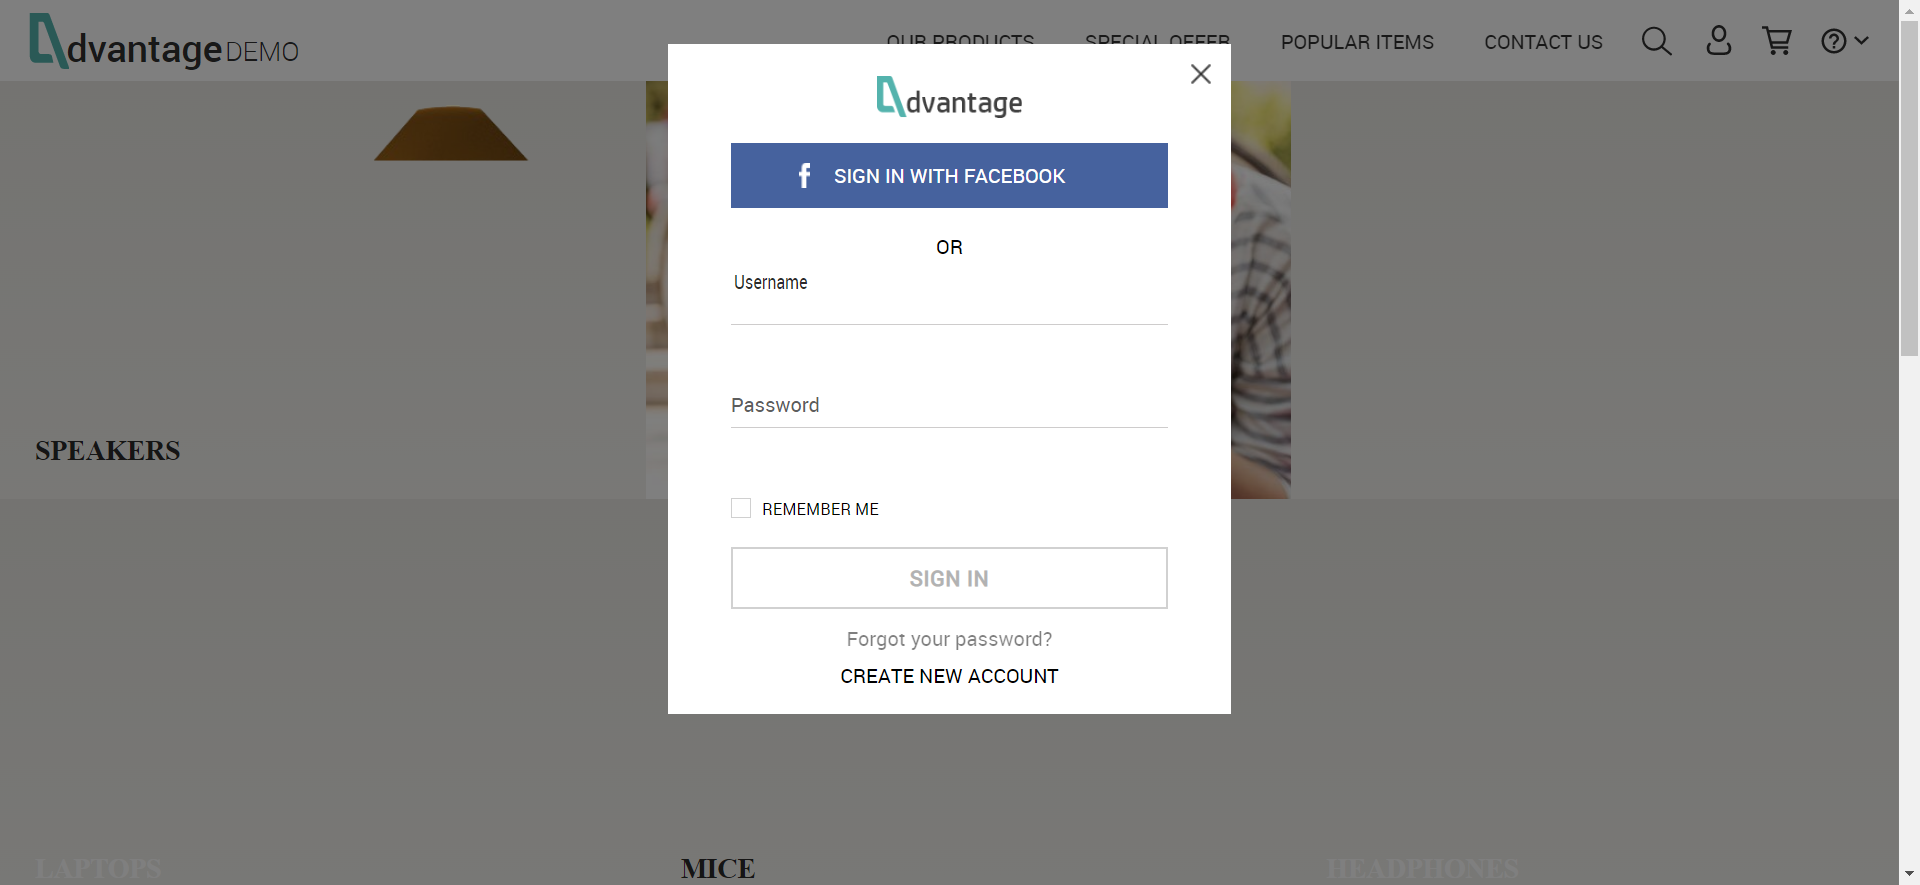 dvantage DEMO
OUR PRODUCTS
SPECIAL OFFER
POPULAR ITEMS
CONTACT US
dvantage
SIGN IN WITH FACEBOOK
OR
Username
Password
SPEAKERS
REMEMBER ME
SIGN IN
Forgot your password?
CREATE NEW ACCOUNT
LAPTOPS
MICE
HEADPHONES